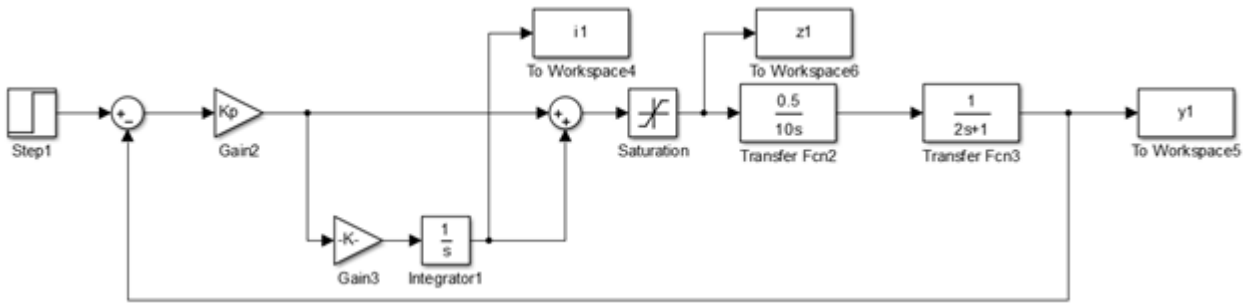 i1
To Workspace4
z1
To Workspace6
Step1
+
−
Kp
Gain2
+
+
Saturation
0.5
10s
Transfer Fcn2
1
2s+1
Transfer Fcn3
y1
To Workspace5
-K-
Gain3
1
s
Integrator1